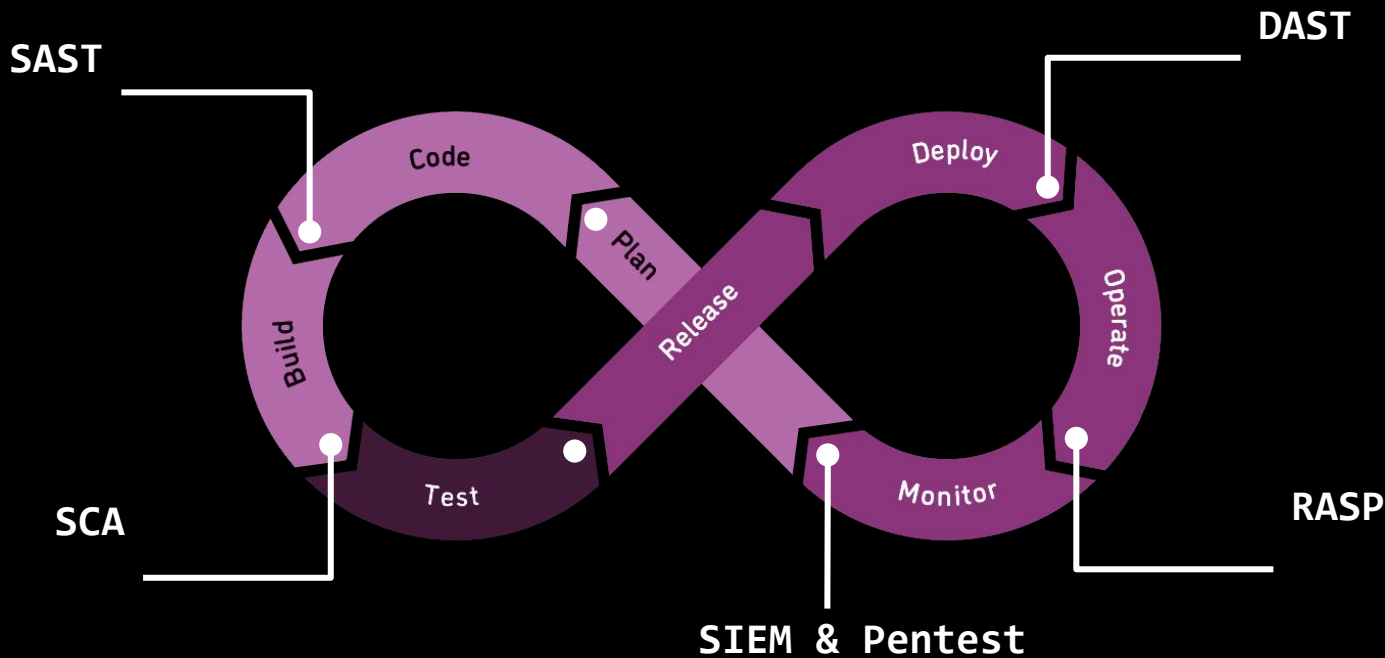 DAST
SAST
Code
Deploy
Plan
Release
Operate
Build
Test
Monitor
SCA
RASP
SIEM & Pentest